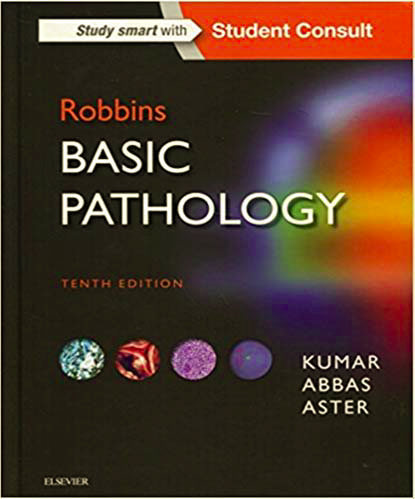 Study smart with Student Consult
Robbins
BASIC
PATHOLOGY
TENTH EDITION
KUMAR
ABBAS
ASTER
ELSEVIER